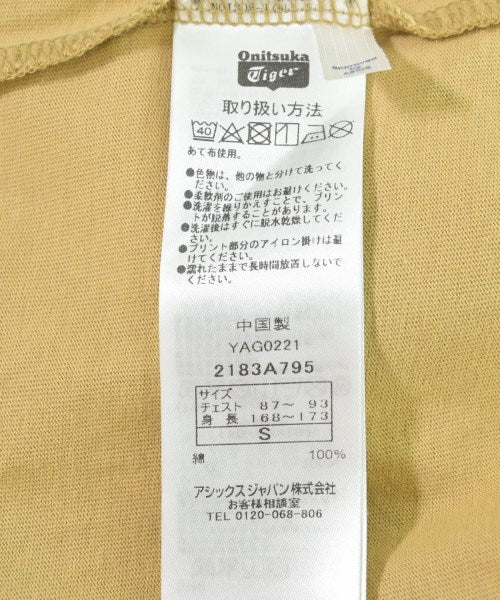 Onitsuka
Tiger
取り扱い方法
40
あて布使用。
●色物は、他の物と分けて洗ってく
ださい。
●柔軟剤のご使用はお避けください。
●洗濯を繰りかえすことで、プリン
トが脱落することがあります。
●洗濯後はすぐに脱水乾燥してくだ
さい。
●プリント部分のアイロン掛けは避
けてください。
●濡れたままで長時間放置しないで
ください。
中国製
YAG0221
2183A795
サイズ
チェスト 87～ 93
身 長 168～173
S
綿 100%
アシックスジャパン株式会社
お客様相談室
TEL 0120-068-806